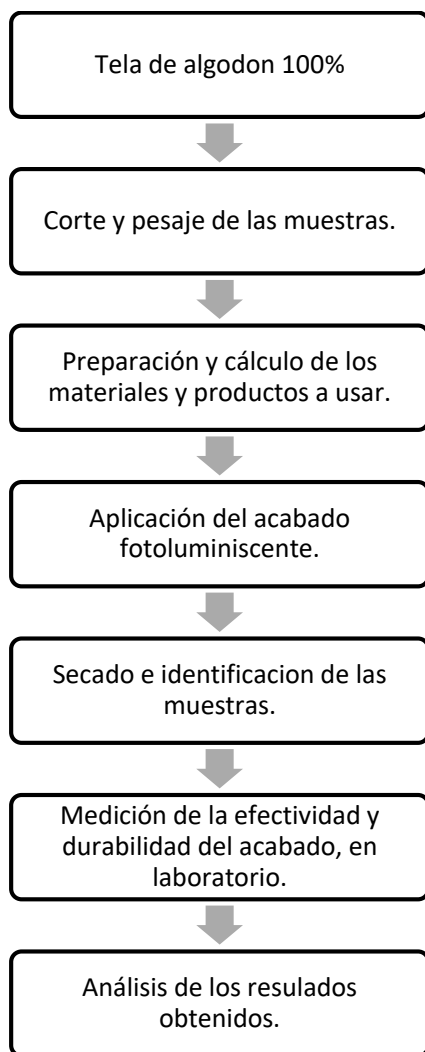 Tela de algodon 100%
Corte y pesaje de las muestras.
Preparación y cálculo de los
materiales y productos a usar.
Aplicación del acabado
fotoluminiscente.
Secado e identificacion de las
muestras.
Medición de la efectividad y
durabilidad del acabado, en
laboratorio.
Análisis de los resulados
obtenidos.